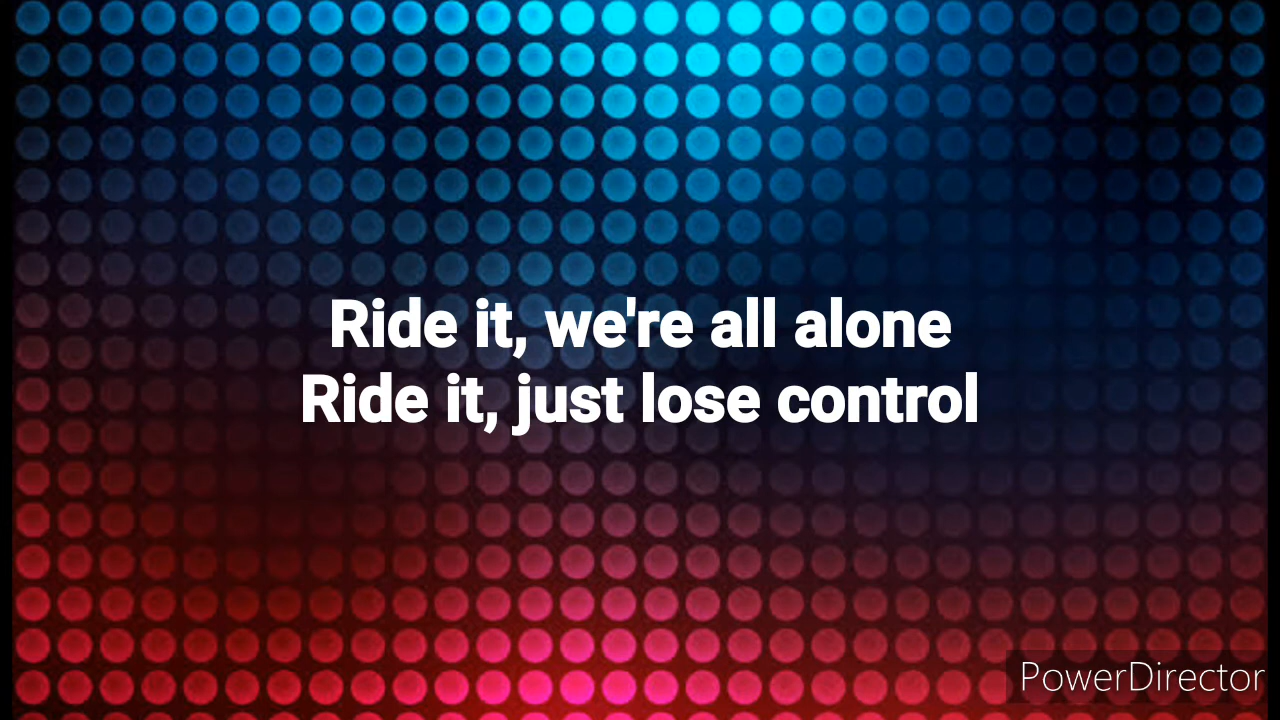 Ride it, we're all alone
Ride it, just lose control
PowerDirector